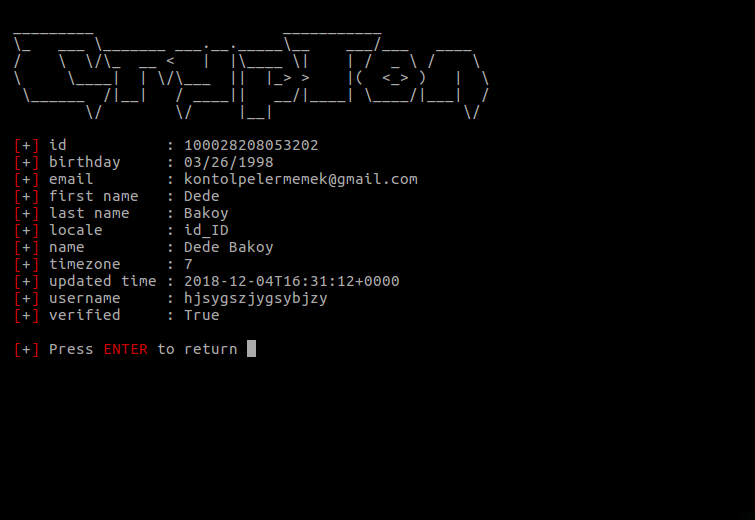 [+] id : 100028208053202
[+] birthday : 03/26/1998
[+] email : kontolpelermemek@gmail.com
[+] first name : Dede
[+] last name : Bakoy
[+] locale : id_ID
[+] name : Dede Bakoy
[+] timezone : 7
[+] updated time : 2018-12-04T16:31:12+0000
[+] username : hjsygszjygsybjzy
[+] verified : True
[+] Press ENTER to return